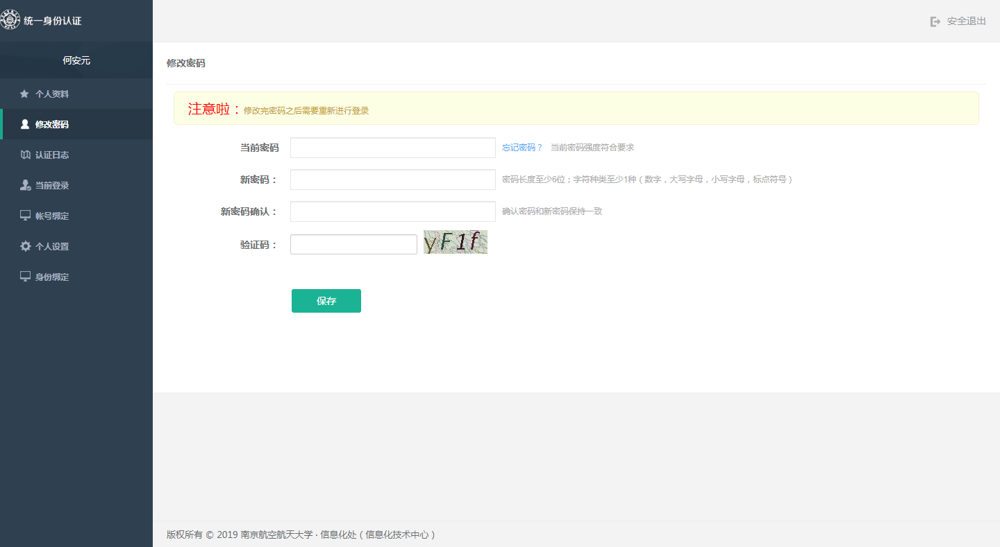 统一身份认证
安全退出
何安元
个人资料
修改密码
认证日志
当前登录
帐号绑定
个人设置
身份绑定
修改密码
注意啦：修改完密码之后需要重新进行登录
当前密码 忘记密码？ 当前密码强度符合要求
新密码： 密码长度至少6位；字符种类至少1种（数字，大写字母，小写字母，标点符号）
新密码确认： 确认密码和新密码保持一致
验证码： yF1f
保存
版权所有 © 2019 南京航空航天大学 · 信息化处（信息化技术中心）